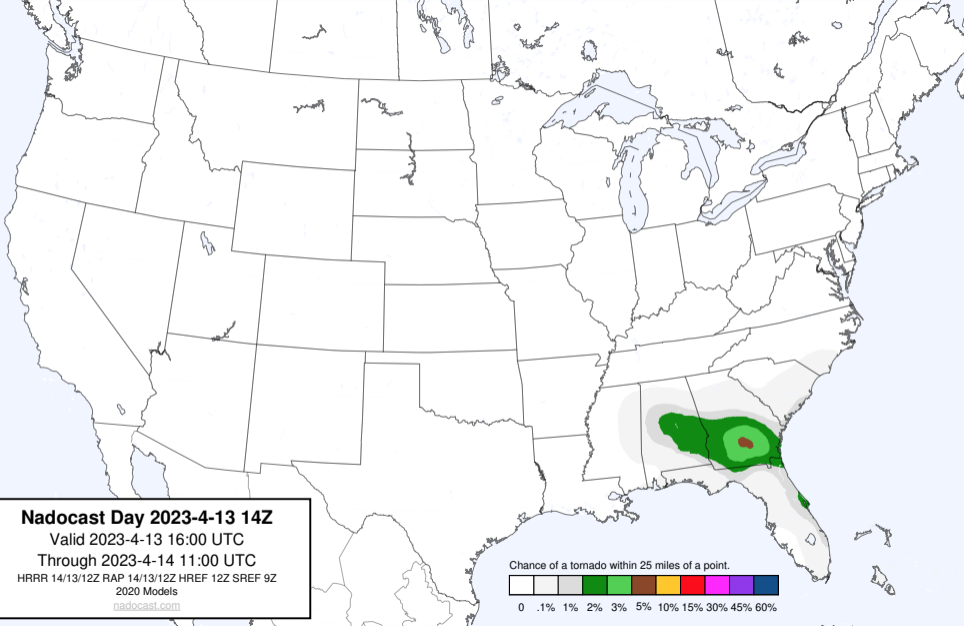 Nadocast Day 2023-4-13 14Z
Valid 2023-4-13 16:00 UTC
Through 2023-4-14 11:00 UTC
HRRR 14/13/12Z RAP 14/13/12Z HREF 12Z SREF 9Z
2020 Models
nadocast.com
Chance of a tornado within 25 miles of a point.
0 .1% 1% 2% 3% 5% 10% 15% 30% 45% 60%